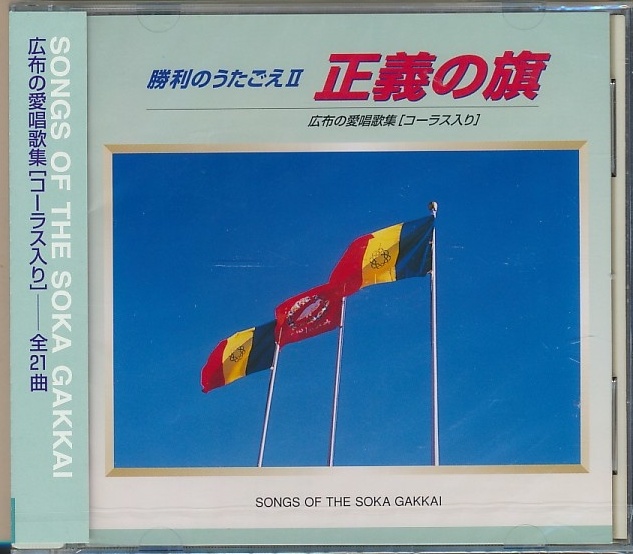 SONGS OF THE SOKA GAKKAI
広布の愛唱歌集[コーラス入り]——全21曲
勝利のうたごえⅡ 正義の旗
広布の愛唱歌集[コーラス入り]
SONGS OF THE SOKA GAKKAI